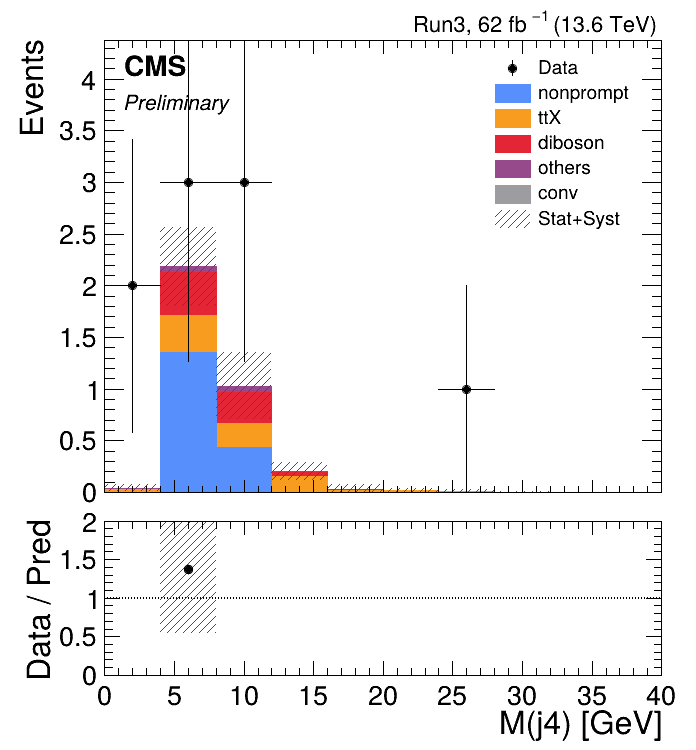 Run3, 62 fb⁻¹ (13.6 TeV)
CMS
Preliminary
Events
4
3.5
3
2.5
2
1.5
1
0.5
0
Data
nonprompt
ttX
diboson
others
conv
Stat+Syst
Data / Pred
2
1.5
1
0.5
0
0 5 10 15 20 25 30 35 40
M(j4) [GeV]